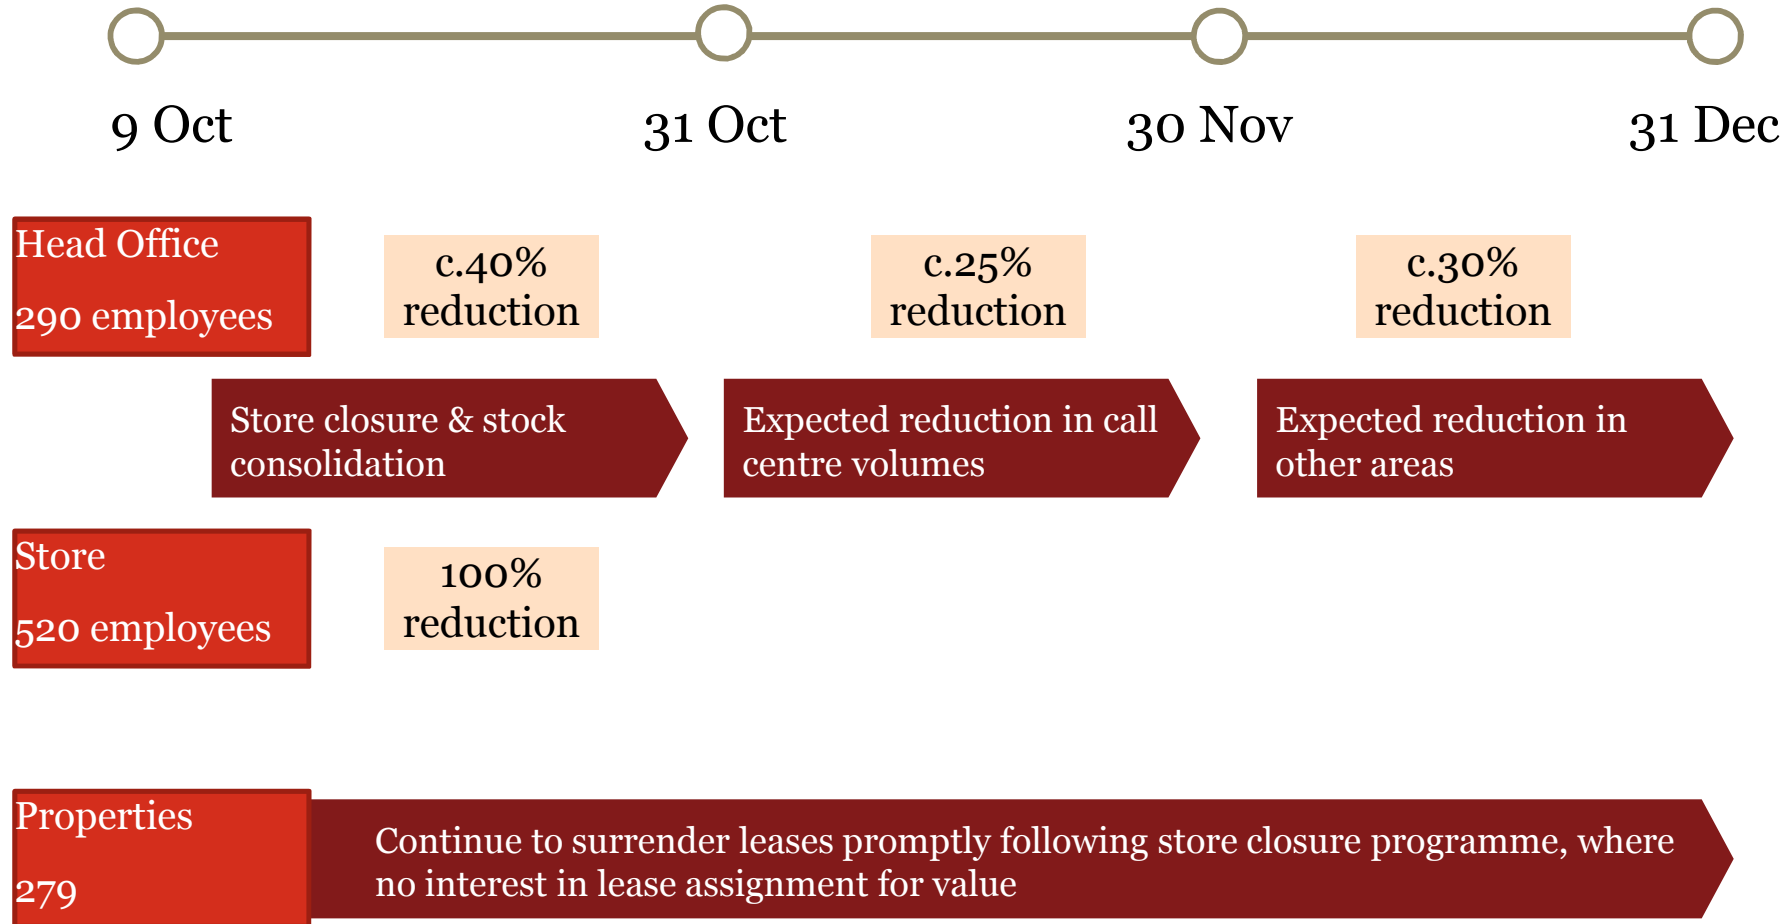 9 Oct
31 Oct
30 Nov
31 Dec
Head Office
290 employees
c.40%
reduction
c.25%
reduction
c.30%
reduction
Store closure & stock
consolidation
Expected reduction in call
centre volumes
Expected reduction in
other areas
Store
520 employees
100%
reduction
Properties
279
Continue to surrender leases promptly following store closure programme, where
no interest in lease assignment for value